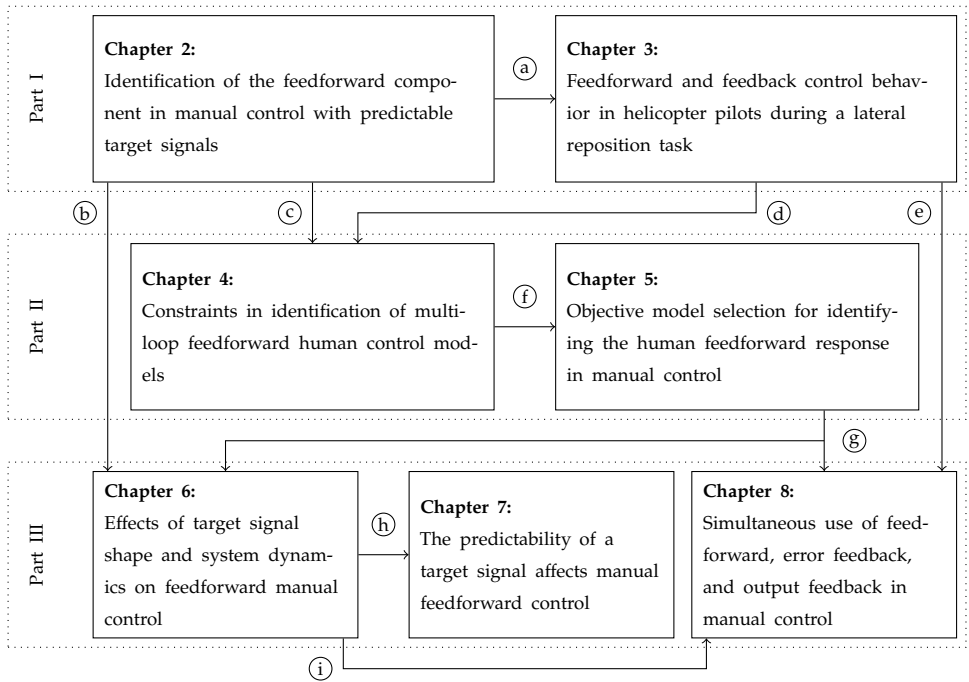 Part I
Chapter 2:
Identification of the feedforward compo-
nent in manual control with predictable
target signals
a
Chapter 3:
Feedforward and feedback control behav-
ior in helicopter pilots during a lateral
reposition task
b
c
d
e
Part II
Chapter 4:
Constraints in identification of multi-
loop feedforward human control mod-
els
f
Chapter 5:
Objective model selection for identify-
ing the human feedforward response
in manual control
g
Part III
Chapter 6:
Effects of target signal
shape and system dynam-
ics on feedforward manual
control
h
Chapter 7:
The predictability of a
target signal affects manual
feedforward control
Chapter 8:
Simultaneous use of feed-
forward, error feedback,
and output feedback in
manual control
i